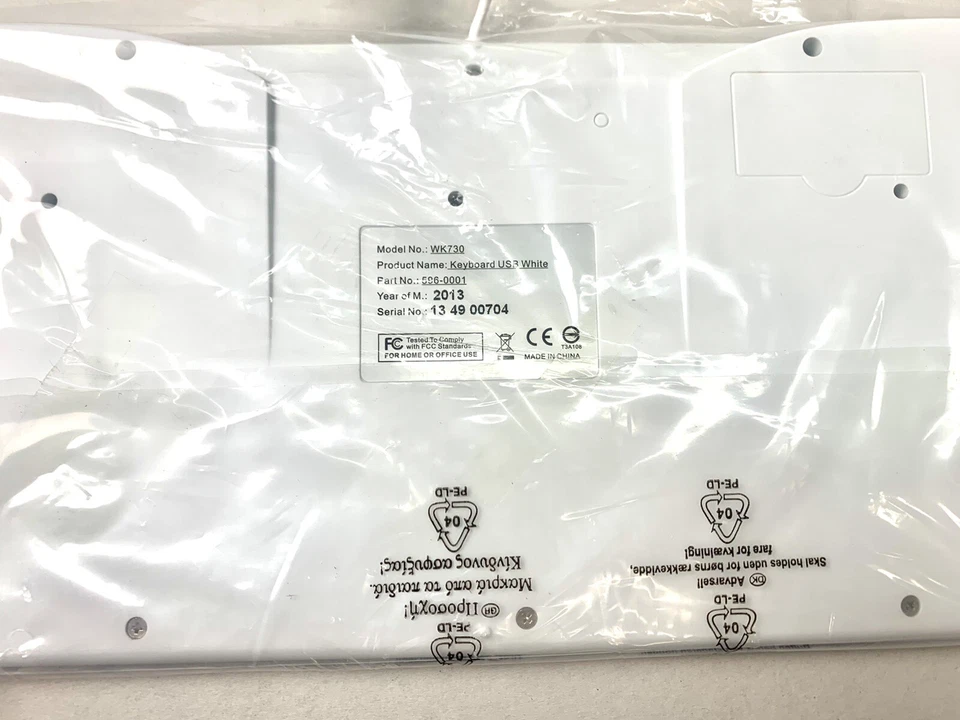 Model No.: WK730
Product Name: Keyboard USB White
Part No.: 596-0001
Year of M.: 2013
Serial No.: 13 49 00704
FC Tested To Comply
with FCC Standards
FOR HOME OR OFFICE USE
CE
T3A106
MADE IN CHINA
PE-LD
04
GR Προσοχή!
Μακριά από τα παιδιά.
Κίνδυνος ασφυξίας!
04
PE-LD
PE-LD
04
DK Advarsel!
Skal holdes uden for børns rækkevidde,
fare for kvælning!
04
PE-LD